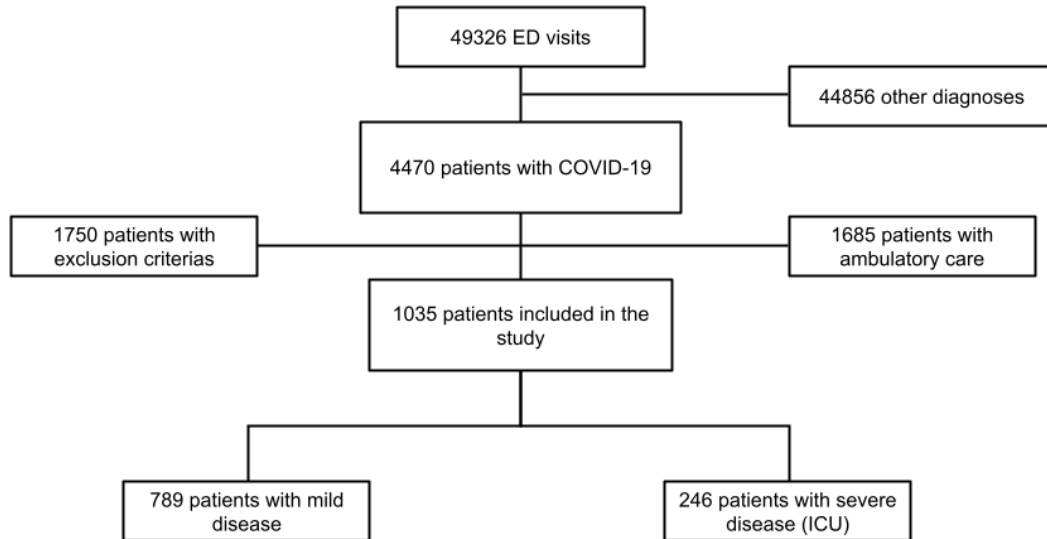 49326 ED visits
44856 other diagnoses
4470 patients with COVID-19
1750 patients with
exclusion criterias
1685 patients with
ambulatory care
1035 patients included in the
study
789 patients with mild
disease
246 patients with severe
disease (ICU)